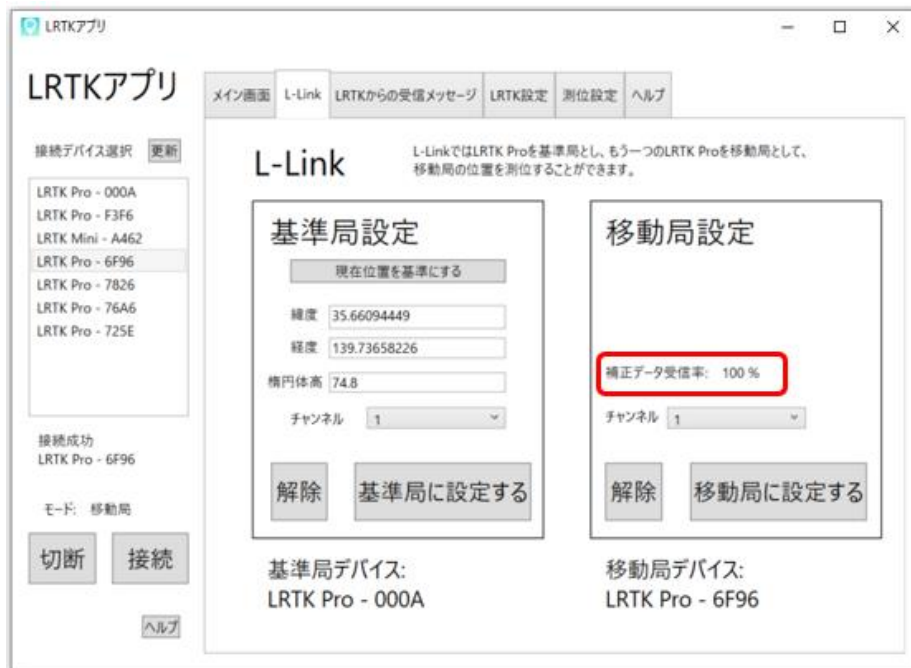 LRTKアプリ
LRTKアプリ
接続デバイス選択 更新
LRTK Pro - 000A
LRTK Pro - F3F6
LRTK Mini - A462
LRTK Pro - 6F96
LRTK Pro - 7826
LRTK Pro - 76A6
LRTK Pro - 725E
接続成功
LRTK Pro - 6F96
モード: 移動局
切断 接続
ヘルプ
メイン画面 L-Link LRTKからの受信メッセージ LRTK設定 測位設定 ヘルプ
L-Link
L-LinkではLRTK Proを基準局とし、もう一つのLRTK Proを移動局として、
移動局の位置を測位することができます。
基準局設定
現在位置を基準にする
緯度 35.66094449
経度 139.73658226
楕円体高 74.8
チャンネル 1
解除 基準局に設定する
基準局デバイス:
LRTK Pro - 000A
移動局設定
補正データ受信率: 100 %
チャンネル 1
解除 移動局に設定する
移動局デバイス:
LRTK Pro - 6F96